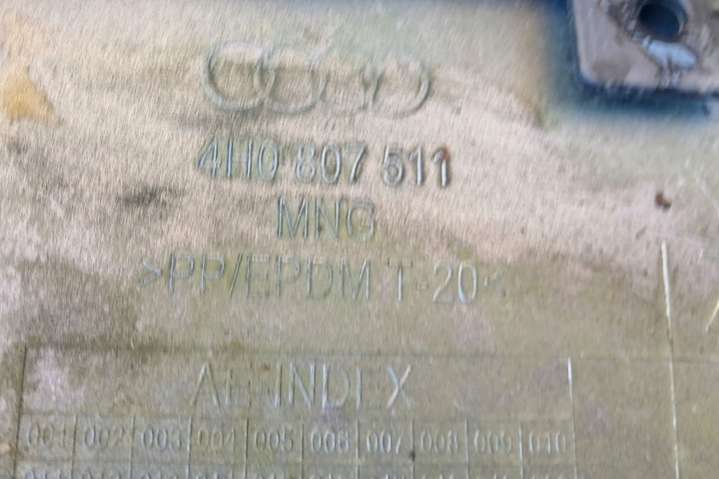 4H0 807 511
MNG
>PP/EPDM T-20<
AE-INDEX
001 002 003 004 005 006 007 008 009 010